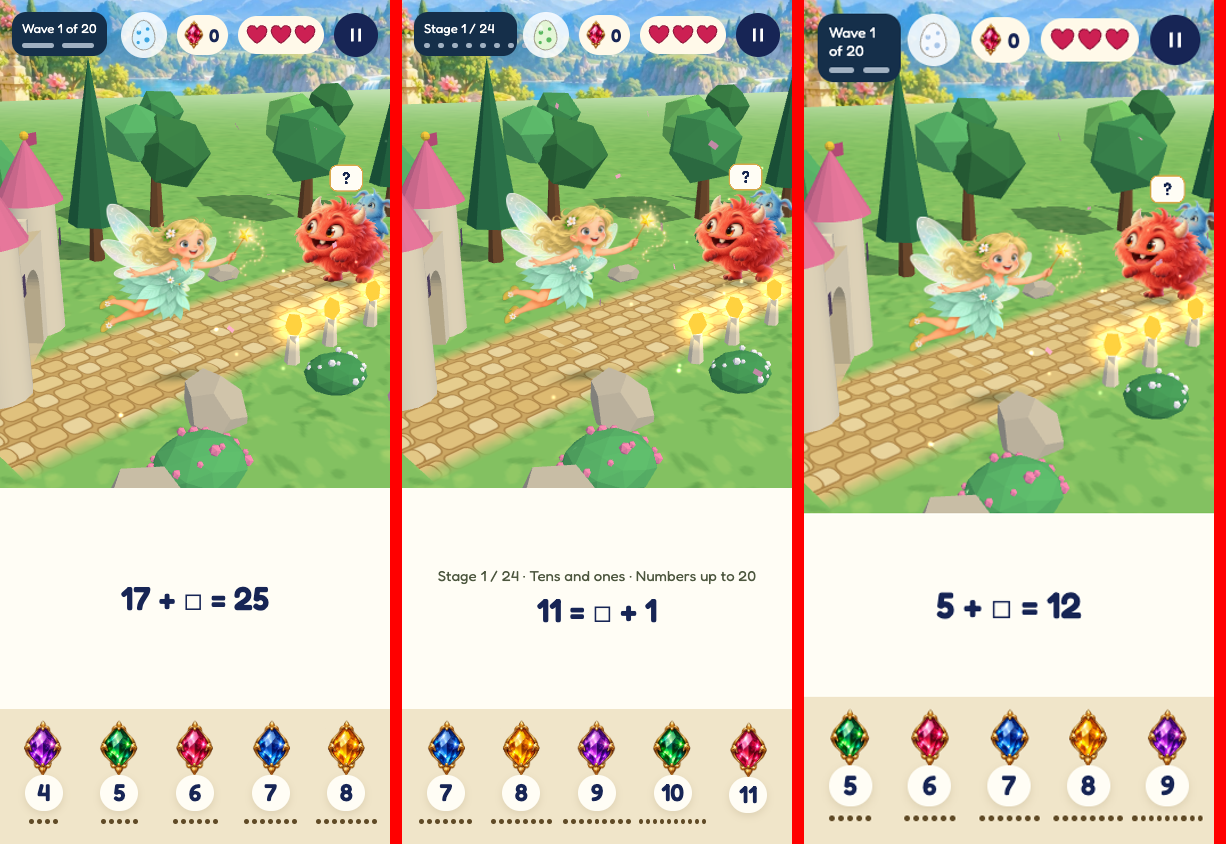 Wave 1 of 20
0
?
17 + □ = 25
4 5 6 7 8
Stage 1 / 24
0
?
Stage 1 / 24 · Tens and ones · Numbers up to 20
11 = □ + 1
7 8 9 10 11
Wave 1
of 20
0
?
5 + □ = 12
5 6 7 8 9